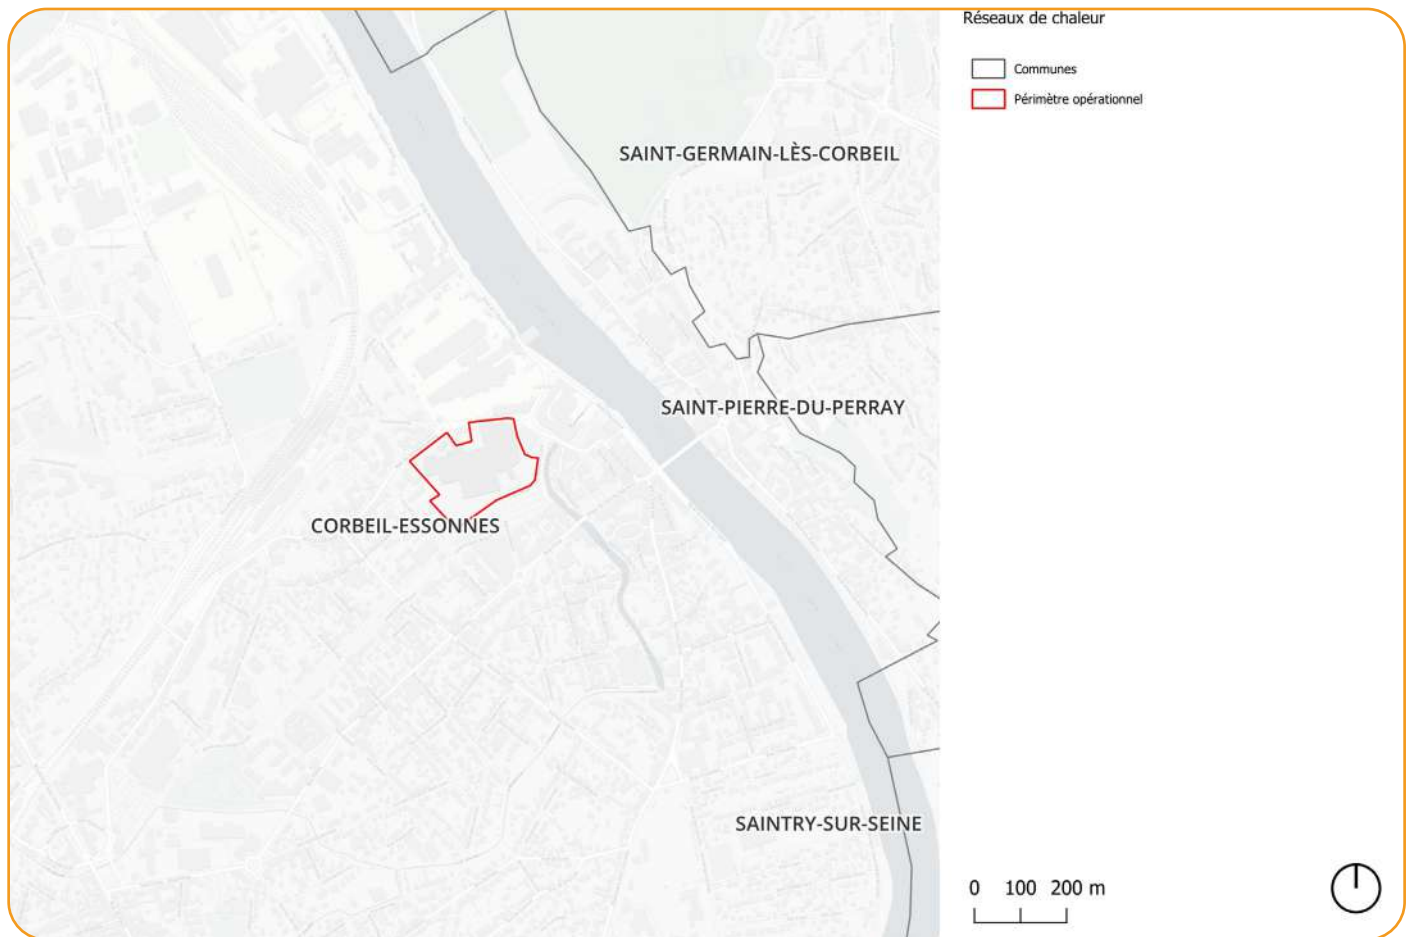 Réseaux de chaleur
Communes
Périmètre opérationnel
SAINT-GERMAIN-LÈS-CORBEIL
SAINT-PIERRE-DU-PERRAY
CORBEIL-ESSONNES
SAINTRY-SUR-SEINE
0 100 200 m